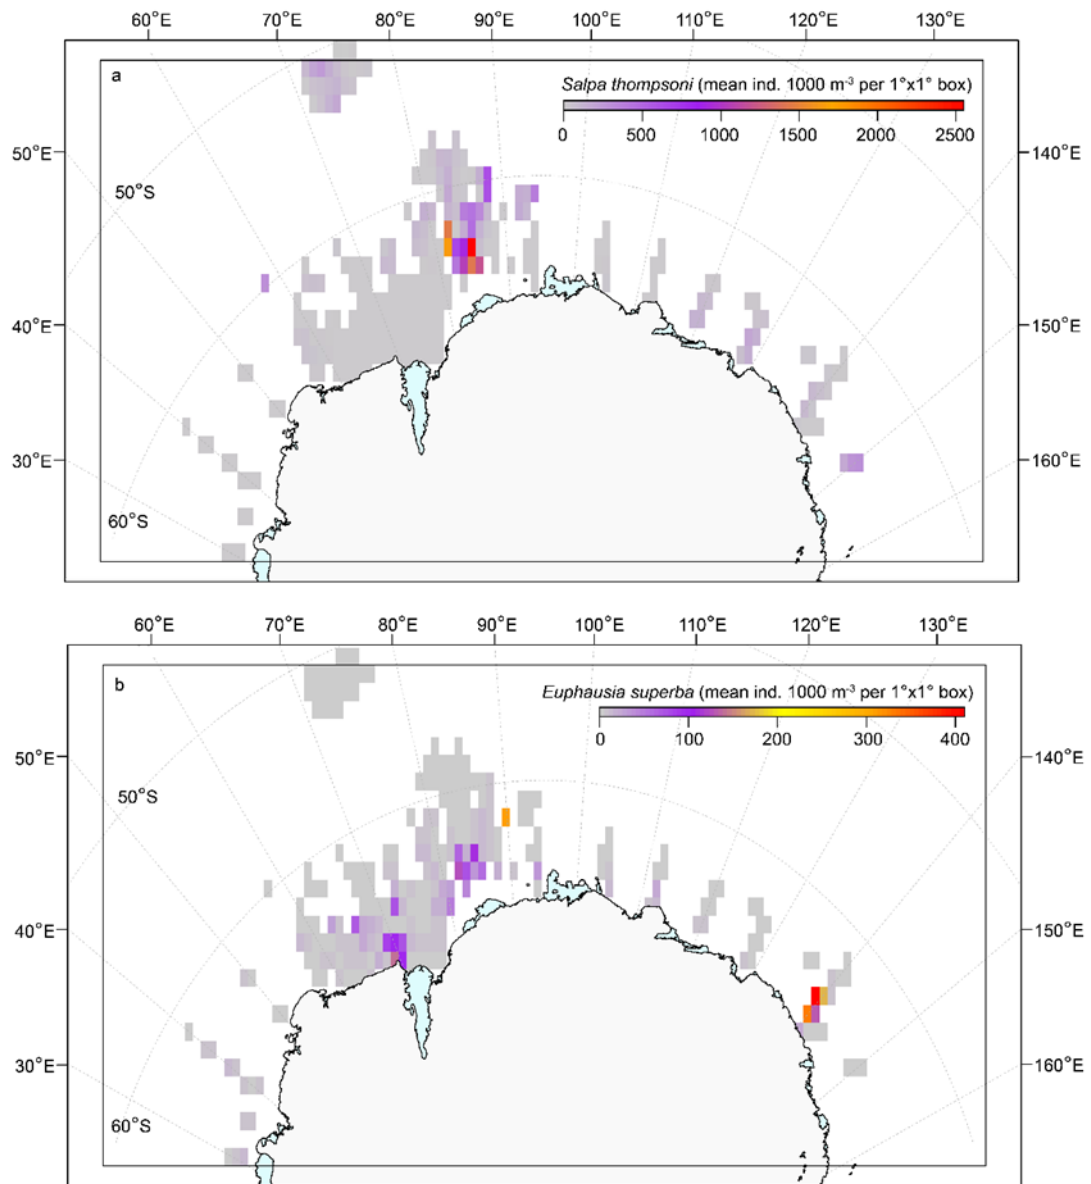 60°E 70°E 80°E 90°E 100°E 110°E 120°E 130°E
a
Salpa thompsoni (mean ind. 1000 m⁻³ per 1°x1° box)
0 500 1000 1500 2000 2500
50°E 140°E
50°S
40°E 150°E
30°E 160°E
60°S
60°E 70°E 80°E 90°E 100°E 110°E 120°E 130°E
b
Euphausia superba (mean ind. 1000 m⁻³ per 1°x1° box)
0 100 200 300 400
50°E 140°E
50°S
40°E 150°E
30°E 160°E
60°S